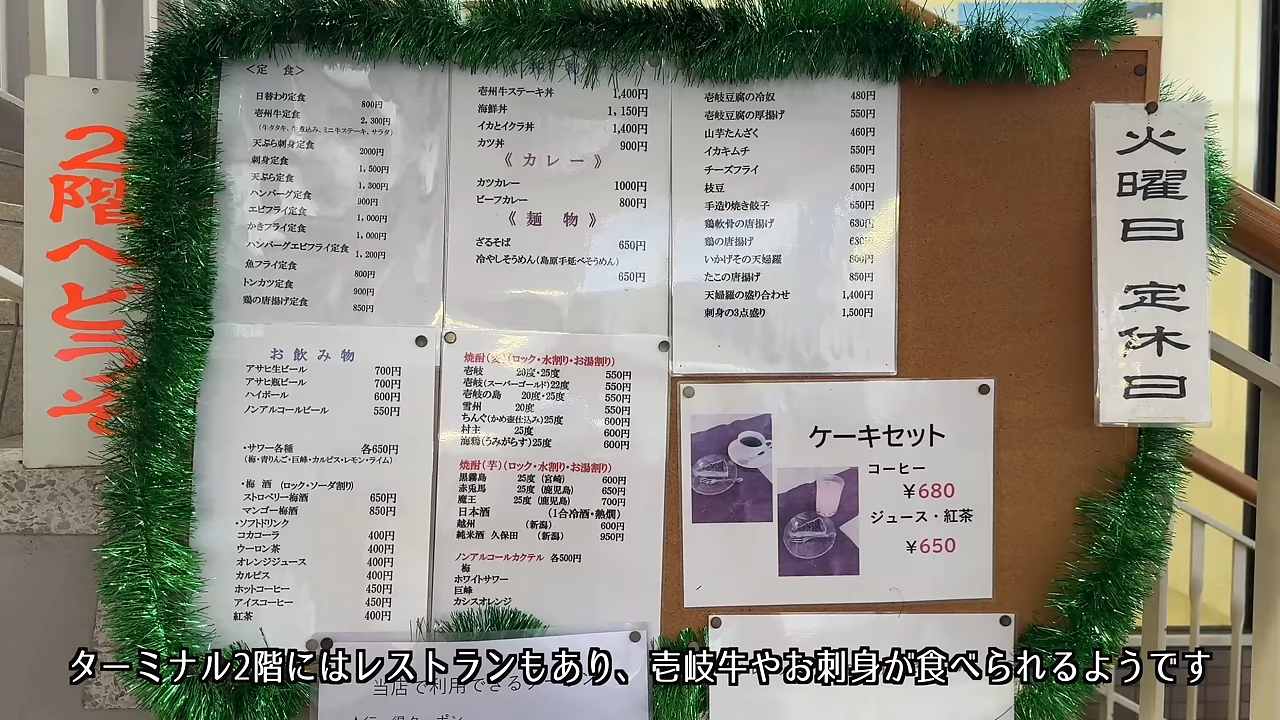 2階へどうぞ
<定 食>
日替わり定食 800円
壱州牛定食 2,300円
(牛タタキ、牛煮込み、ミニ牛ステーキ、サラダ)
天ぷら刺身定食 2000円
刺身定食 1,500円
天ぷら定食 1,300円
ハンバーグ定食 900円
エビフライ定食 1,000円
かきフライ定食 1,000円
ハンバーグエビフライ定食 1,200円
魚フライ定食 800円
トンカツ定食 900円
鶏の唐揚げ定食 850円
壱州牛ステーキ丼 1,400円
海鮮丼 1,150円
イカとイクラ丼 1,400円
カツ丼 900円
《 カ レ ー 》
カツカレー 1000円
ビーフカレー 800円
《 麺 物 》
ざるそば 650円
冷やしそうめん(島原手延べそうめん)
650円
壱岐豆腐の冷奴 480円
壱岐豆腐の厚揚げ 550円
山芋たんざく 460円
イカキムチ 550円
チーズフライ 650円
枝豆 400円
手造り焼き餃子 650円
鶏軟骨の唐揚げ 630円
鶏の唐揚げ 680円
いかげその天婦羅
たこの唐揚げ 850円
天婦羅の盛り合わせ 1,400円
刺身の3点盛り 1,500円
火曜日 定休日
お 飲 み 物
アサヒ生ビール 700円
アサヒ瓶ビール 700円
ハイボール 600円
ノンアルコールビール 550円
・サワー各種 各650円
(梅・青りんご・巨峰・カルピス・レモン・ライム)
・梅 酒 (ロック・ソーダ割り)
ストロベリー梅酒 650円
マンゴー梅酒 850円
・ソフトドリンク
コカコーラ 400円
ウーロン茶 400円
オレンジジュース 400円
カルピス 400円
ホットコーヒー 450円
アイスコーヒー 450円
紅茶 400円
焼酎(麦)(ロック・水割り・お湯割り)
壱岐 20度・25度 550円
壱岐(スーパーゴールド)22度 550円
壱岐の島 20度・25度 550円
雪州 20度 550円
ちんぐ(かめ壷仕込み)25度 600円
村主 25度 600円
海鴉(うみがらす)25度 600円
焼酎(芋)(ロック・水割り・お湯割り)
黒霧島 25度 (宮崎) 600円
赤兎馬 25度 (鹿児島) 650円
魔王 25度 (鹿児島) 700円
日本酒 (1合冷酒・熱燗)
越州 (新潟) 600円
純米酒 久保田 (新潟) 950円
ノンアルコールカクテル 各500円
梅
ホワイトサワー
巨峰
カシスオレンジ
ケーキセット
コーヒー
￥680
ジュース・紅茶
￥650
当店で利用できる
ターミナル2階にはレストランもあり、壱岐牛やお刺身が食べられるようです